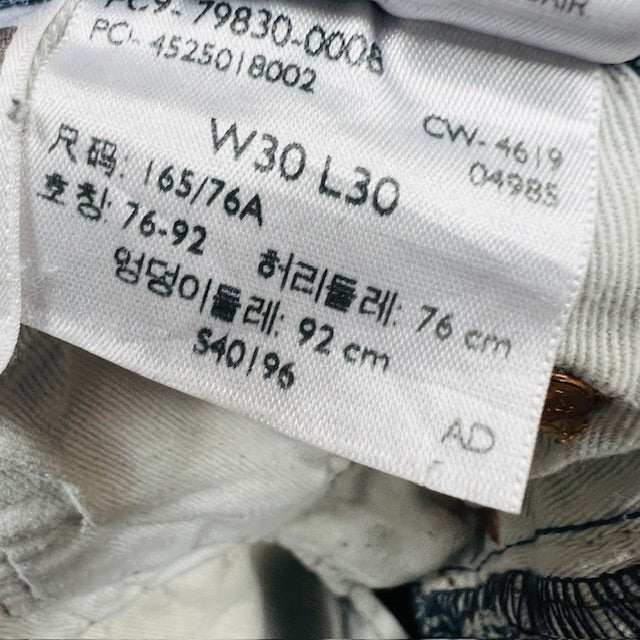 PC9- 79830-0008
PC- 4525018002
CW- 4619
04985
W30 L30
尺码: 165/76A
호칭: 76-92
허리둘레: 76 cm
엉덩이둘레: 92 cm
S40196
AD